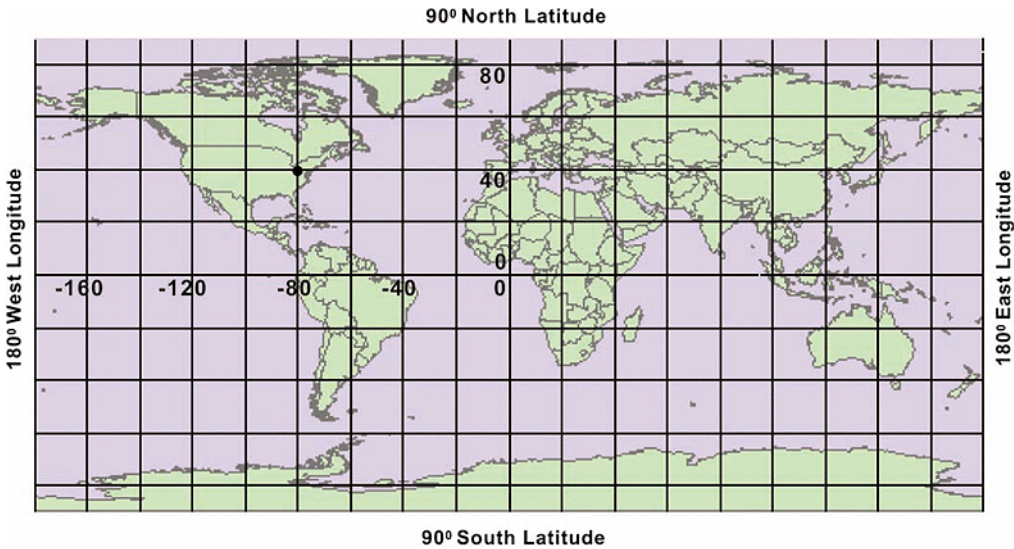 90⁰ North Latitude
80
40
0
-160 -120 -80 -40 0
180⁰ West Longitude
180⁰ East Longitude
90⁰ South Latitude